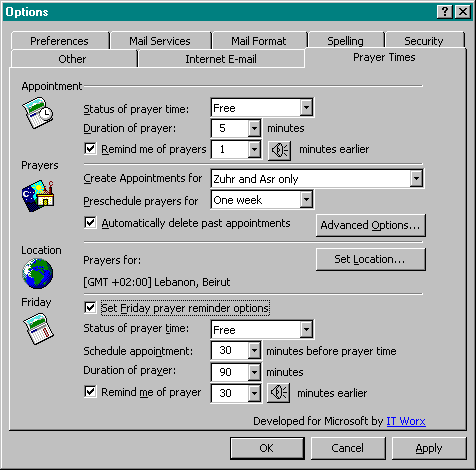 Options
Preferences Mail Services Mail Format Spelling Security
Other Internet E-mail Prayer Times
Appointment
Status of prayer time: Free
Duration of prayer: 5 minutes
Remind me of prayers 1 minutes earlier
Prayers
Create Appointments for Zuhr and Asr only
Preschedule prayers for One week
Automatically delete past appointments Advanced Options...
Location
Prayers for: Set Location...
[GMT +02:00] Lebanon, Beirut
Friday
Set Friday prayer reminder options
Status of prayer time: Free
Schedule appointment: 30 minutes before prayer time
Duration of prayer: 90 minutes
Remind me of prayer 30 minutes earlier
Developed for Microsoft by IT Worx
OK Cancel Apply